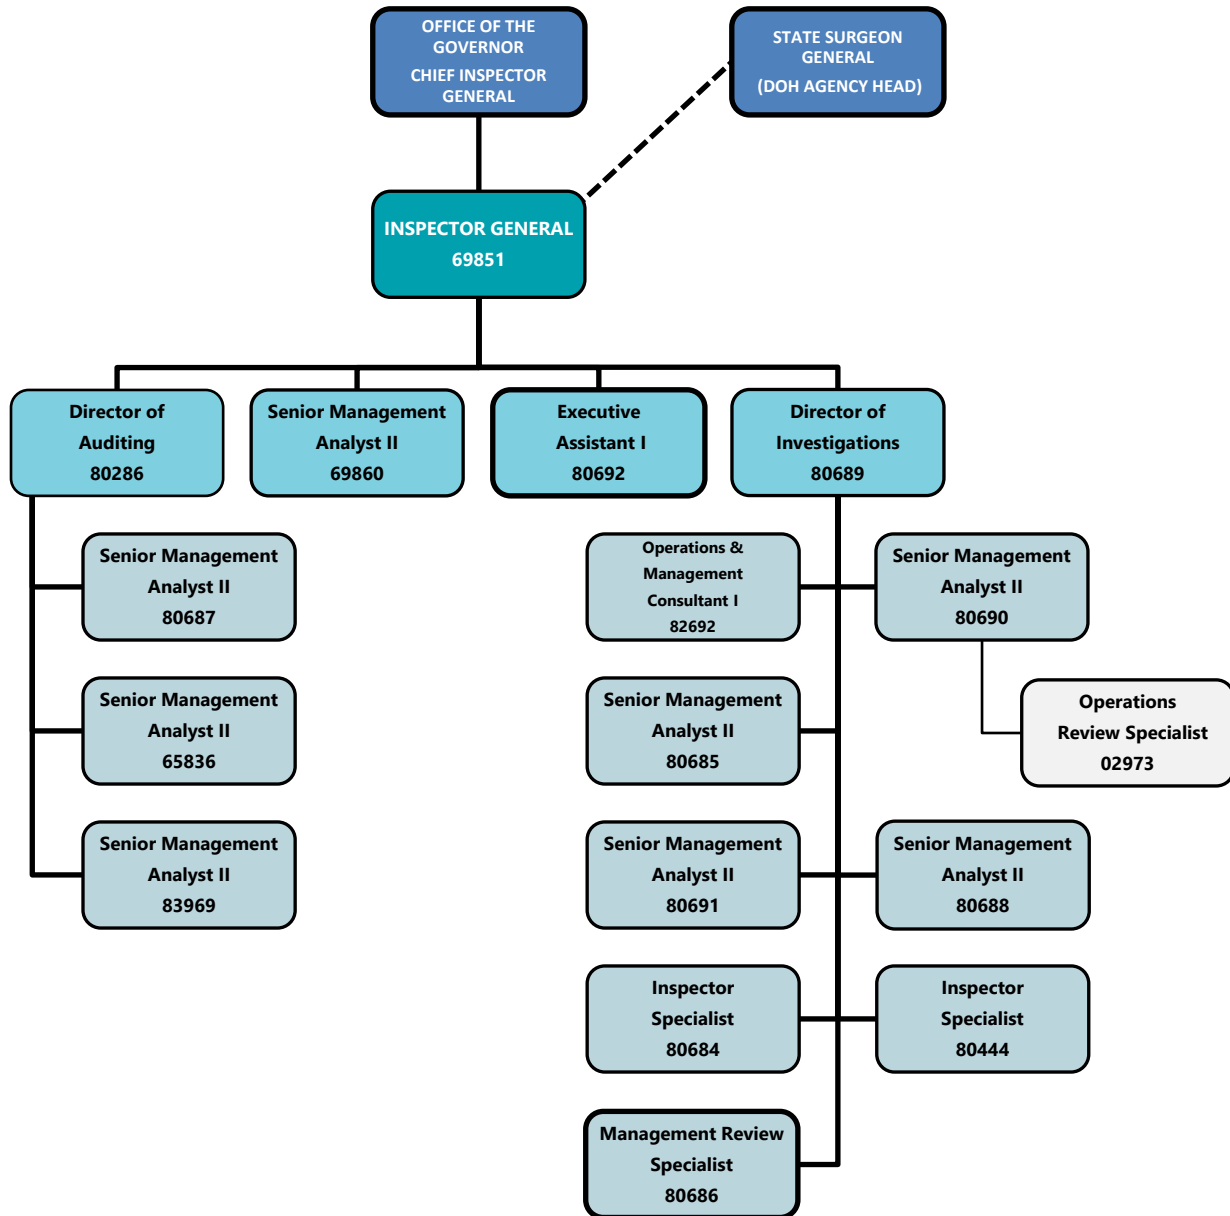 OFFICE OF THE
GOVERNOR
CHIEF INSPECTOR
GENERAL
STATE SURGEON
GENERAL
(DOH AGENCY HEAD)
INSPECTOR GENERAL
69851
Director of
Auditing
80286
Senior Management
Analyst II
69860
Executive
Assistant I
80692
Director of
Investigations
80689
Senior Management
Analyst II
80687
Senior Management
Analyst II
65836
Senior Management
Analyst II
83969
Operations &
Management
Consultant I
82692
Senior Management
Analyst II
80690
Operations
Review Specialist
02973
Senior Management
Analyst II
80685
Senior Management
Analyst II
80691
Senior Management
Analyst II
80688
Inspector
Specialist
80684
Inspector
Specialist
80444
Management Review
Specialist
80686